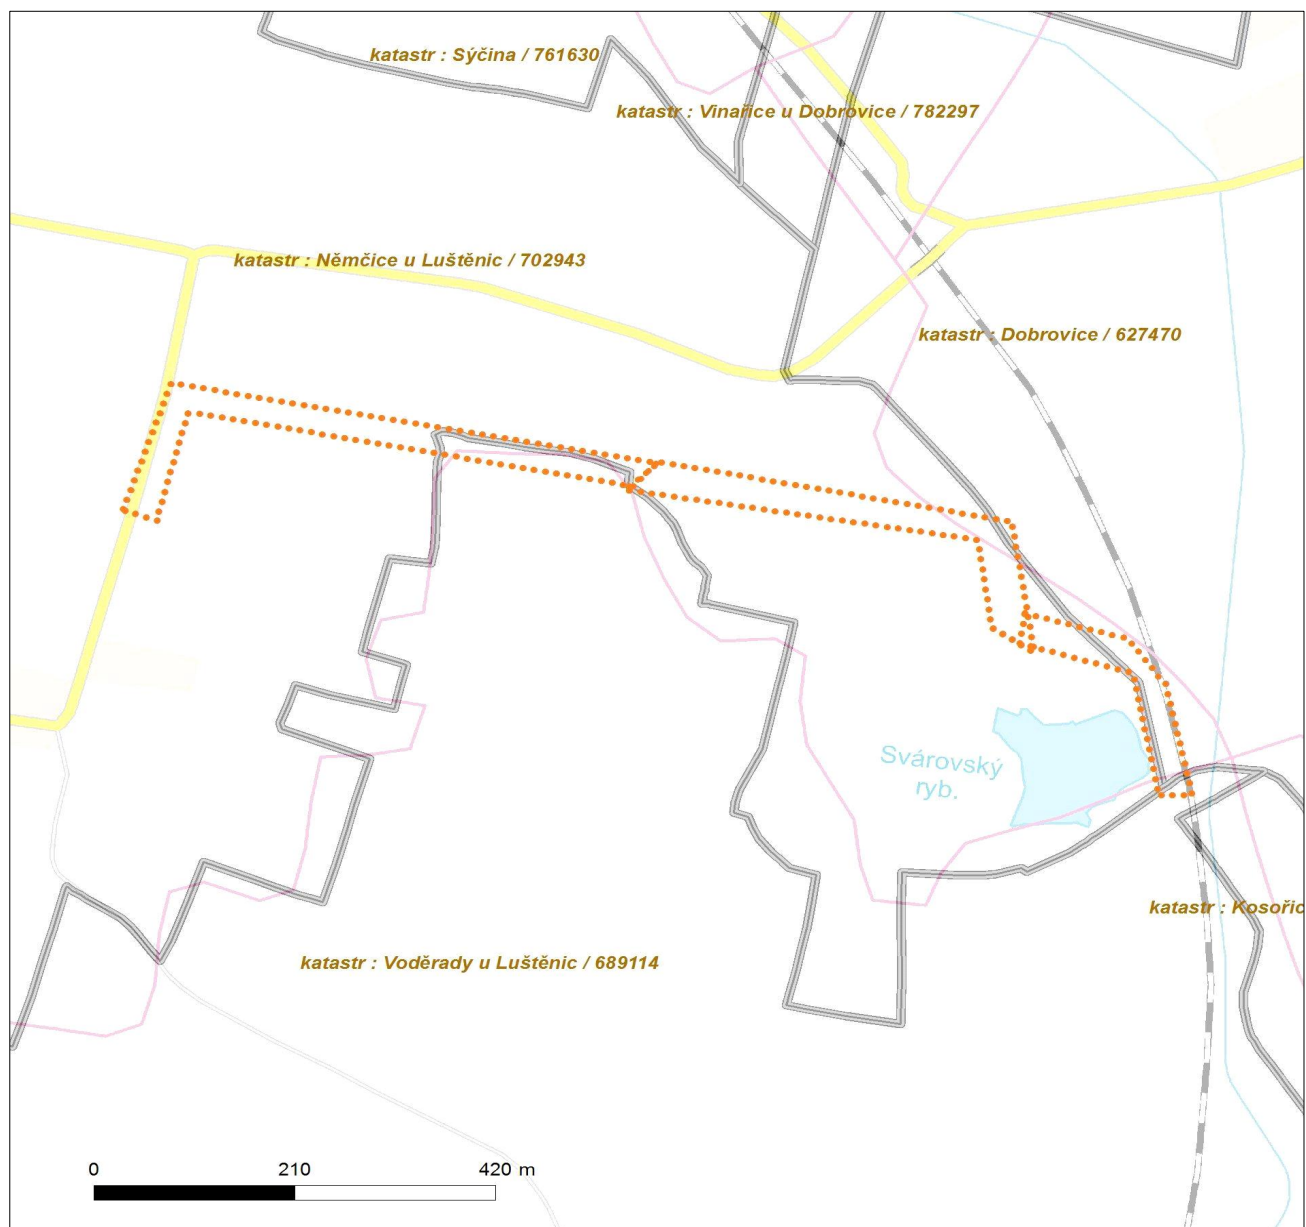 katastr : Sýčina / 761630
katastr : Vinařice u Dobrovice / 782297
katastr : Němčice u Luštěnic / 702943
katastr : Dobrovice / 627470
Svárovský
ryb.
katastr : Kosořic
katastr : Voděrady u Luštěnic / 689114
0 210 420 m